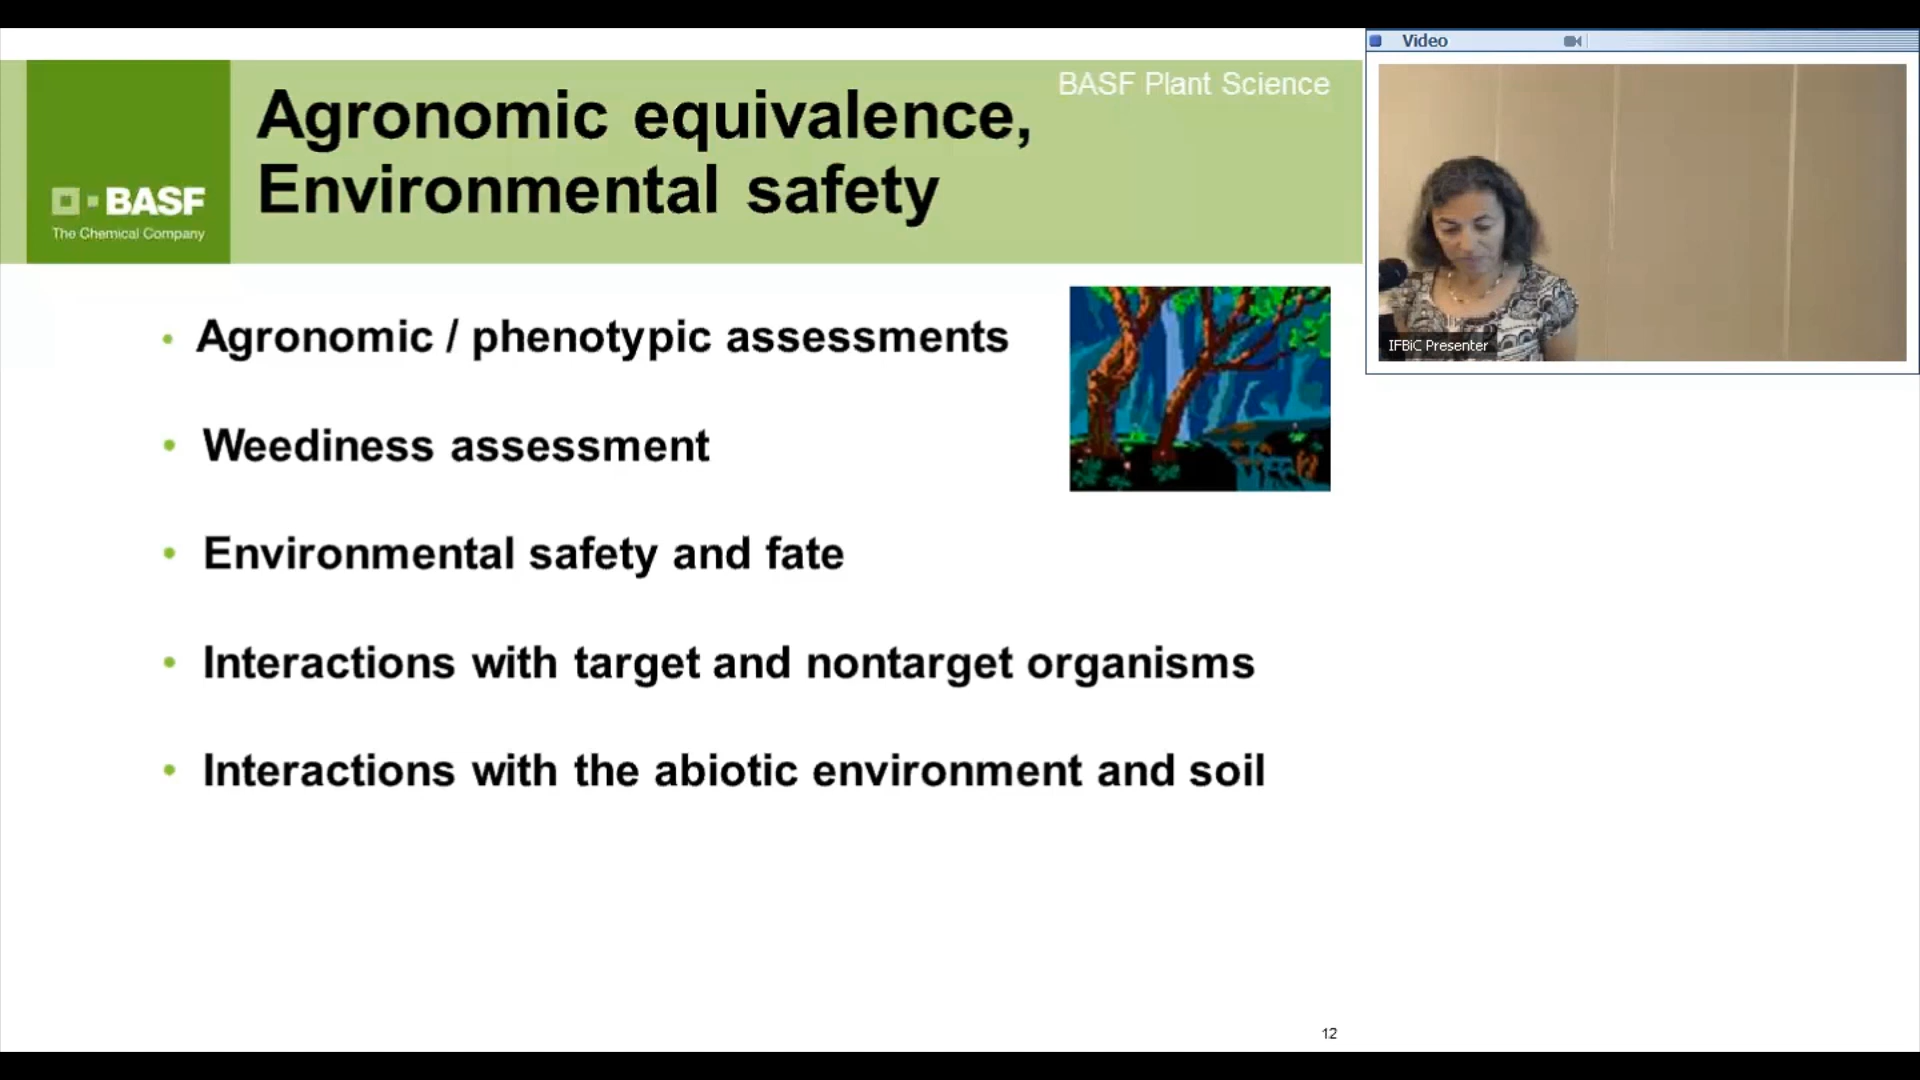 BASF Plant Science
Agronomic equivalence,
Environmental safety
BASF
The Chemical Company
• Agronomic / phenotypic assessments
• Weediness assessment
• Environmental safety and fate
• Interactions with target and nontarget organisms
• Interactions with the abiotic environment and soil
12
Video
IFBiC Presenter